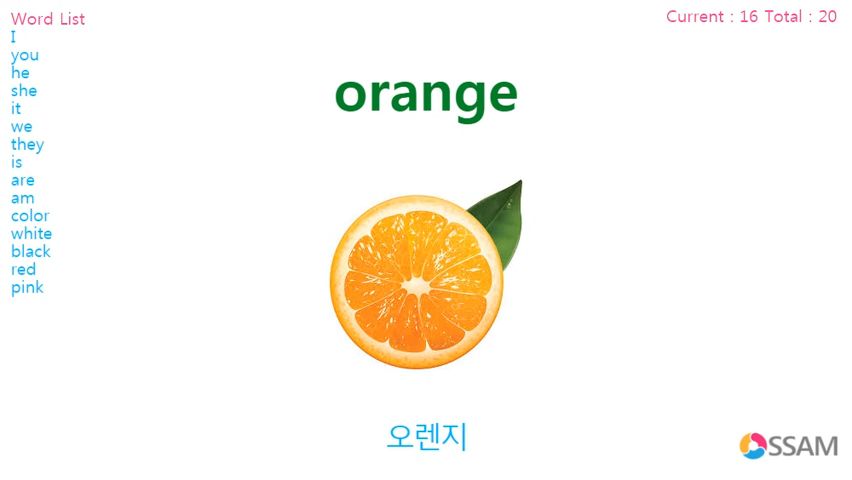 Word List
Current : 16 Total : 20
I
you
he
she
it
we
they
is
are
am
color
white
black
red
pink
orange
오렌지
SSAM